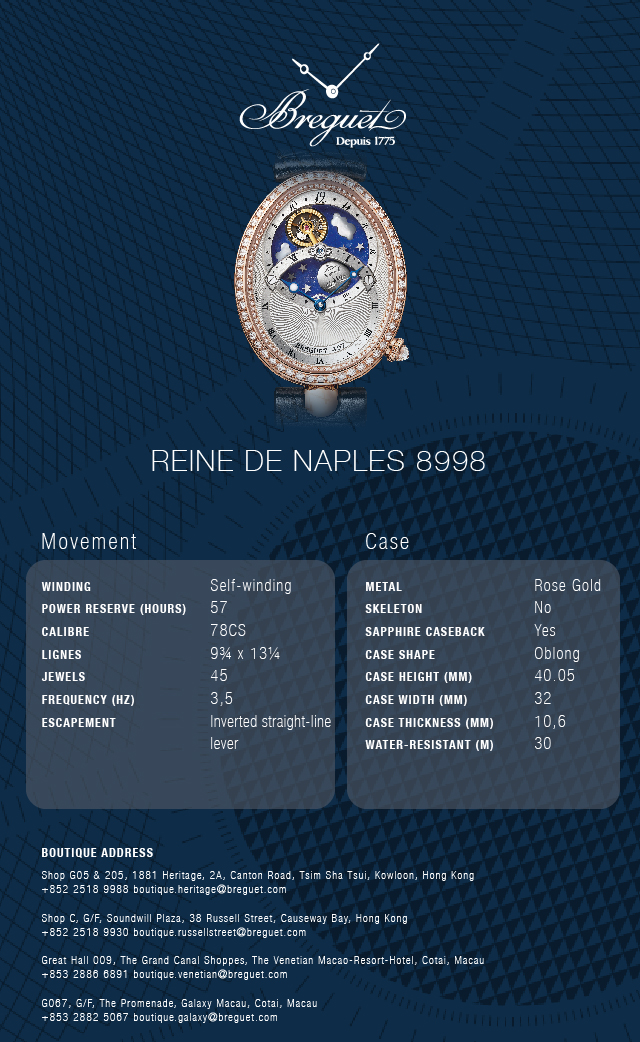 Breguet
Depuis 1775
REINE DE NAPLES 8998
Movement
WINDING Self-winding
POWER RESERVE (HOURS) 57
CALIBRE 78CS
LIGNES 9¾ x 13¼
JEWELS 45
FREQUENCY (HZ) 3,5
ESCAPEMENT Inverted straight-line
lever
Case
METAL Rose Gold
SKELETON No
SAPPHIRE CASEBACK Yes
CASE SHAPE Oblong
CASE HEIGHT (MM) 40.05
CASE WIDTH (MM) 32
CASE THICKNESS (MM) 10,6
WATER-RESISTANT (M) 30
BOUTIQUE ADDRESS
Shop G05 & 205, 1881 Heritage, 2A, Canton Road, Tsim Sha Tsui, Kowloon, Hong Kong
+852 2518 9988 boutique.heritage@breguet.com
Shop C, G/F, Soundwill Plaza, 38 Russell Street, Causeway Bay, Hong Kong
+852 2518 9930 boutique.russellstreet@breguet.com
Great Hall 009, The Grand Canal Shoppes, The Venetian Macao-Resort-Hotel, Cotai, Macau
+853 2886 6891 boutique.venetian@breguet.com
G067, G/F, The Promenade, Galaxy Macau, Cotai, Macau
+853 2882 5067 boutique.galaxy@breguet.com